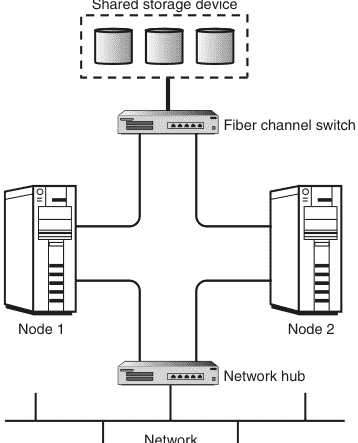 Shared storage device
Fiber channel switch
Node 1
Node 2
Network hub
Network